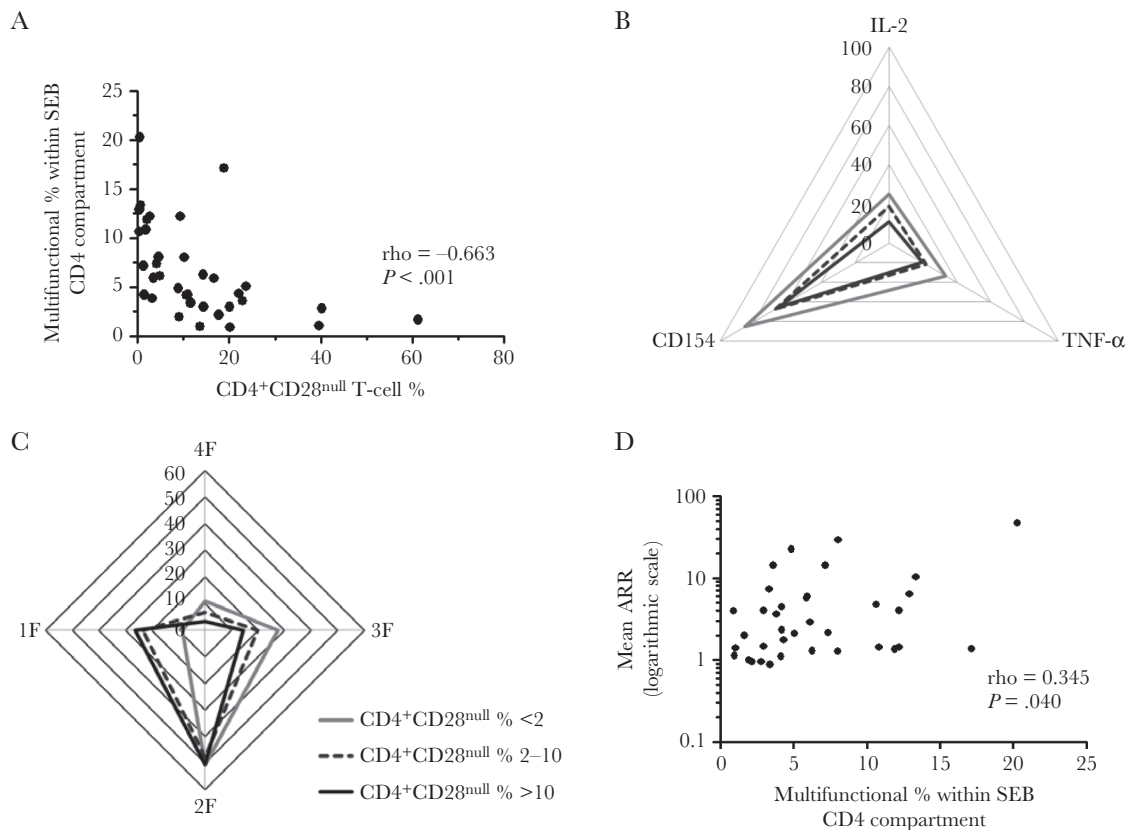 A
Multifunctional % within SEB
CD4 compartment
25
20
15
10
5
0
0 20 40 60 80
rho = –0.663
P < .001
CD4⁺CD28ⁿᵘˡˡ T-cell %
B
IL-2
100
80
60
40
20
0
CD154
TNF-α
C
4F
60
50
40
30
20
10
0
1F
3F
2F
CD4⁺CD28ⁿᵘˡˡ % <2
CD4⁺CD28ⁿᵘˡˡ % 2–10
CD4⁺CD28ⁿᵘˡˡ % >10
D
Mean ARR
(logarithmic scale)
100
10
1
0.1
0 5 10 15 20 25
rho = 0.345
P = .040
Multifunctional % within SEB
CD4 compartment